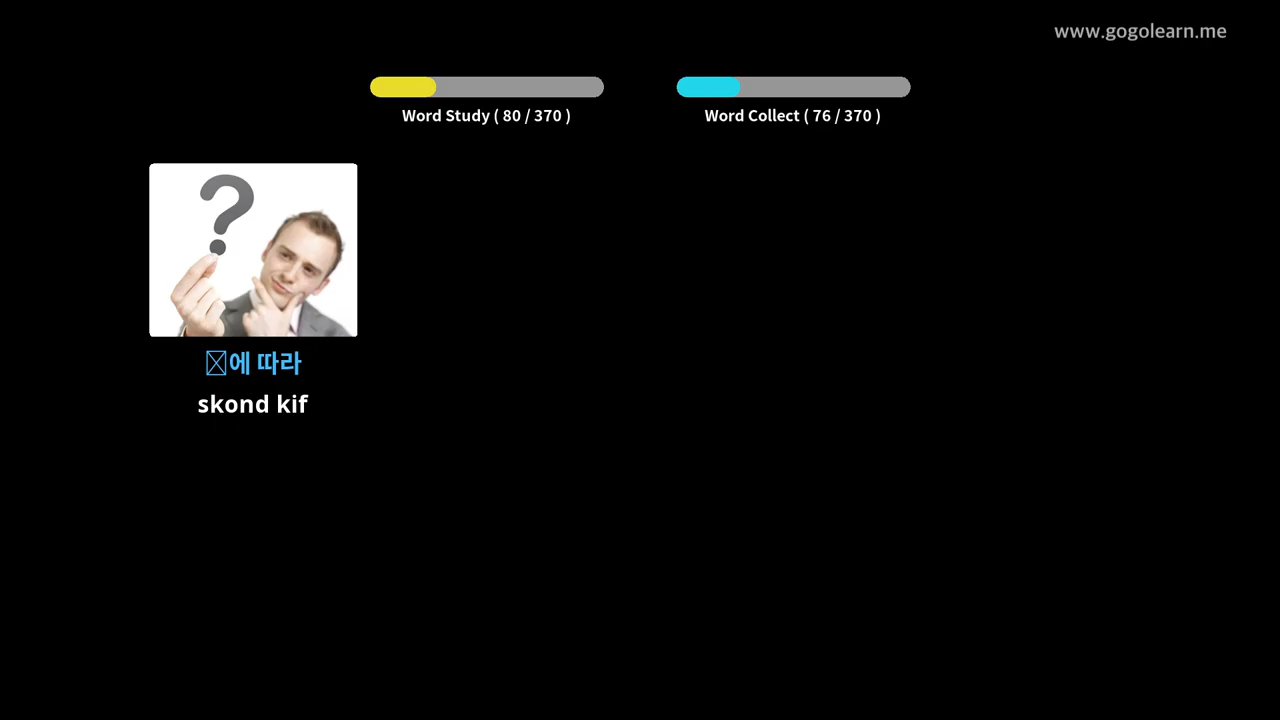 www.gogolearn.me
Word Study ( 80 / 370 )
Word Collect ( 76 / 370 )
에 따라
skond kif